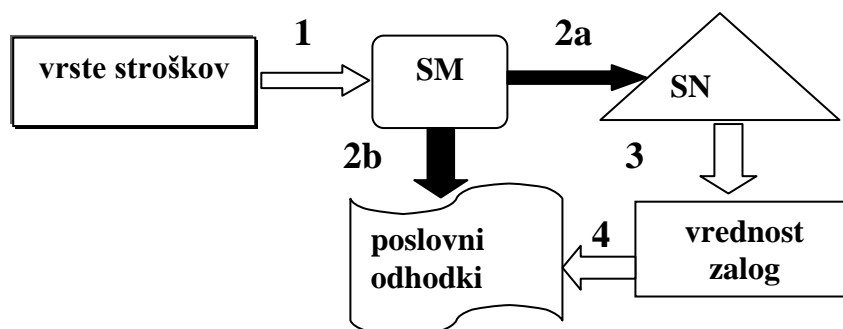 1
2a
vrste stroškov
SM
SN
2b
3
poslovni
odhodki
4
vrednost
zalog